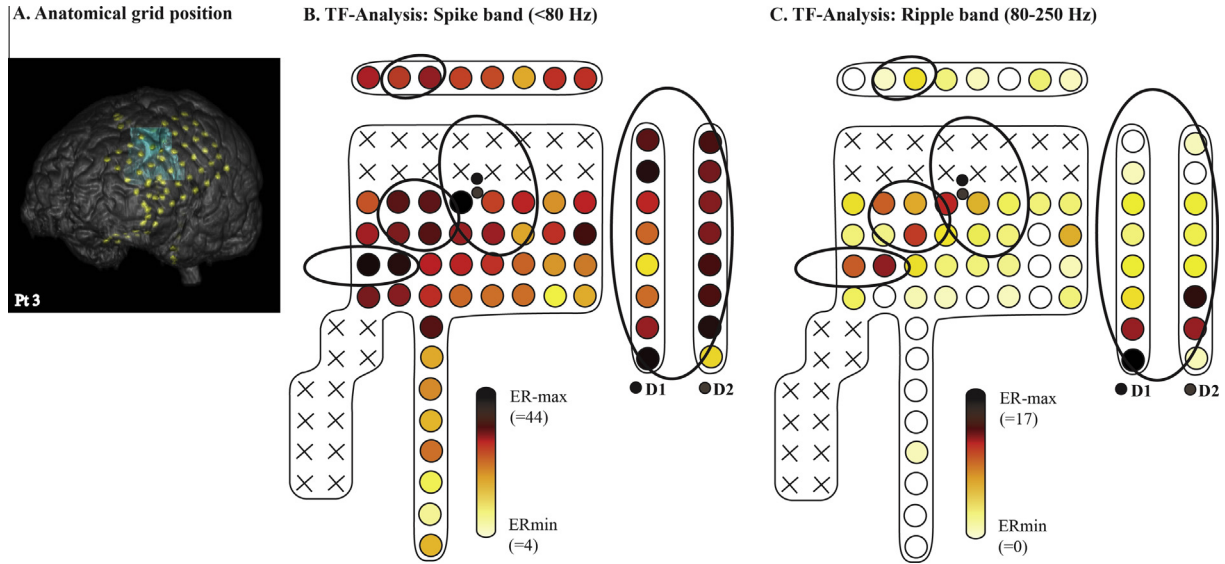 A. Anatomical grid position
B. TF-Analysis: Spike band (<80 Hz)
C. TF-Analysis: Ripple band (80-250 Hz)
Pt 3
D1
D2
ER-max
(=44)
ERmin
(=4)
D1
D2
ER-max
(=17)
ERmin
(=0)